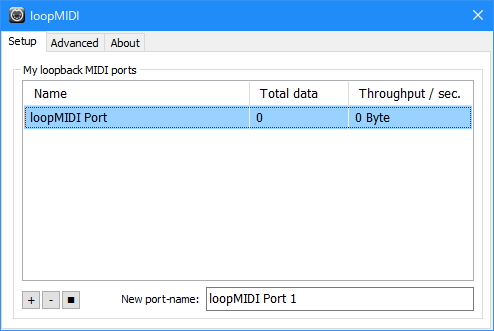 loopMIDI
Setup Advanced About
My loopback MIDI ports
Name Total data Throughput / sec.
loopMIDI Port 0 0 Byte
+ - ■ New port-name: loopMIDI Port 1